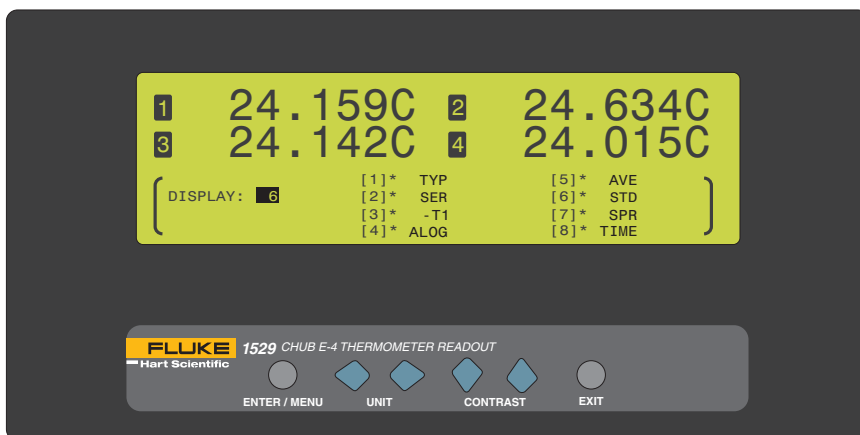 1 24.159C 2 24.634C
3 24.142C 4 24.015C
DISPLAY: 6
[1]* TYP
[2]* SER
[3]* -T1
[4]* ALOG
[5]* AVE
[6]* STD
[7]* SPR
[8]* TIME
FLUKE
Hart Scientific
1529 CHUB E-4 THERMOMETER READOUT
ENTER / MENU UNIT CONTRAST EXIT